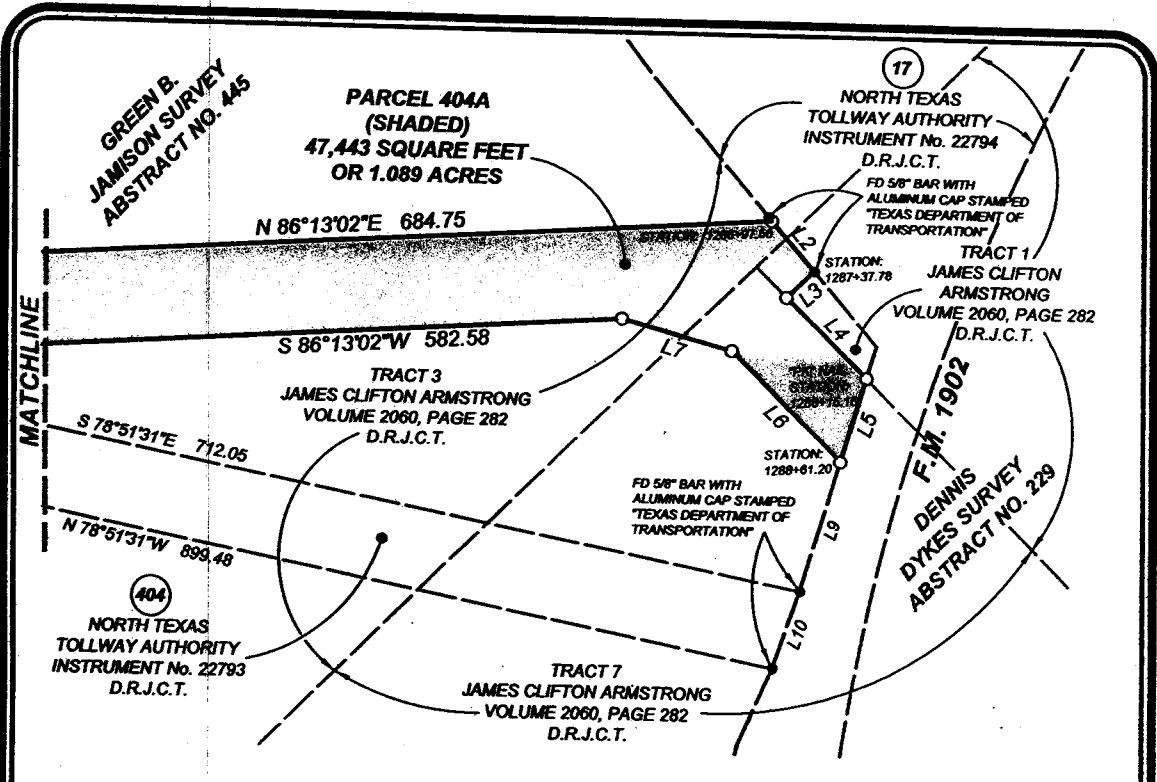 GREEN B.
JAMISON SURVEY
ABSTRACT NO. 445
PARCEL 404A
(SHADED)
47,443 SQUARE FEET
OR 1.089 ACRES
17
NORTH TEXAS
TOLLWAY AUTHORITY
INSTRUMENT No. 22794
D.R.J.C.T.
FD 5/8" BAR WITH
ALUMINUM CAP STAMPED
"TEXAS DEPARTMENT OF
TRANSPORTATION"
N 86°13'02"E 684.75
STATION:
L2
STATION:
1287+37.78
TRACT 1
JAMES CLIFTON
ARMSTRONG
VOLUME 2060, PAGE 282
D.R.J.C.T.
L3
L4
MATCHLINE
S 86°13'02"W 582.58
L7
TRACT 3
JAMES CLIFTON ARMSTRONG
VOLUME 2060, PAGE 282
D.R.J.C.T.
STATION:
L6
L5
F.M. 1902
S 78°51'31"E 712.05
STATION:
1288+61.20
FD 5/8" BAR WITH
ALUMINUM CAP STAMPED
"TEXAS DEPARTMENT OF
TRANSPORTATION"
L9
DENNIS
DYKES SURVEY
ABSTRACT NO. 229
N 78°51'31"W 899.48
404
NORTH TEXAS
TOLLWAY AUTHORITY
INSTRUMENT No. 22793
D.R.J.C.T.
L10
TRACT 7
JAMES CLIFTON ARMSTRONG
VOLUME 2060, PAGE 282
D.R.J.C.T.